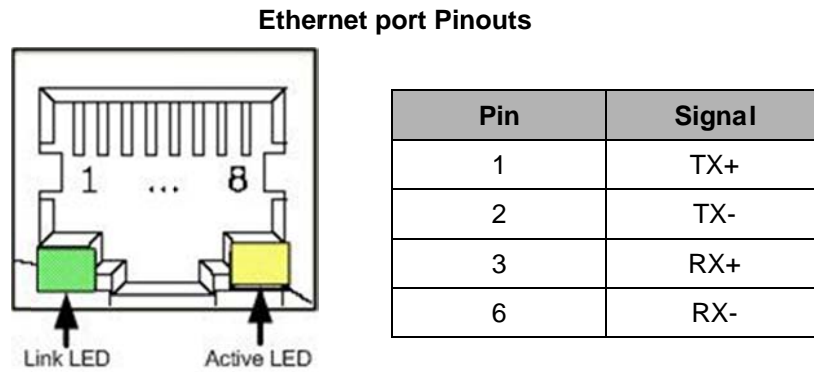 Ethernet port Pinouts
1 ... 8
Link LED Active LED
Pin Signal
1 TX+
2 TX-
3 RX+
6 RX-